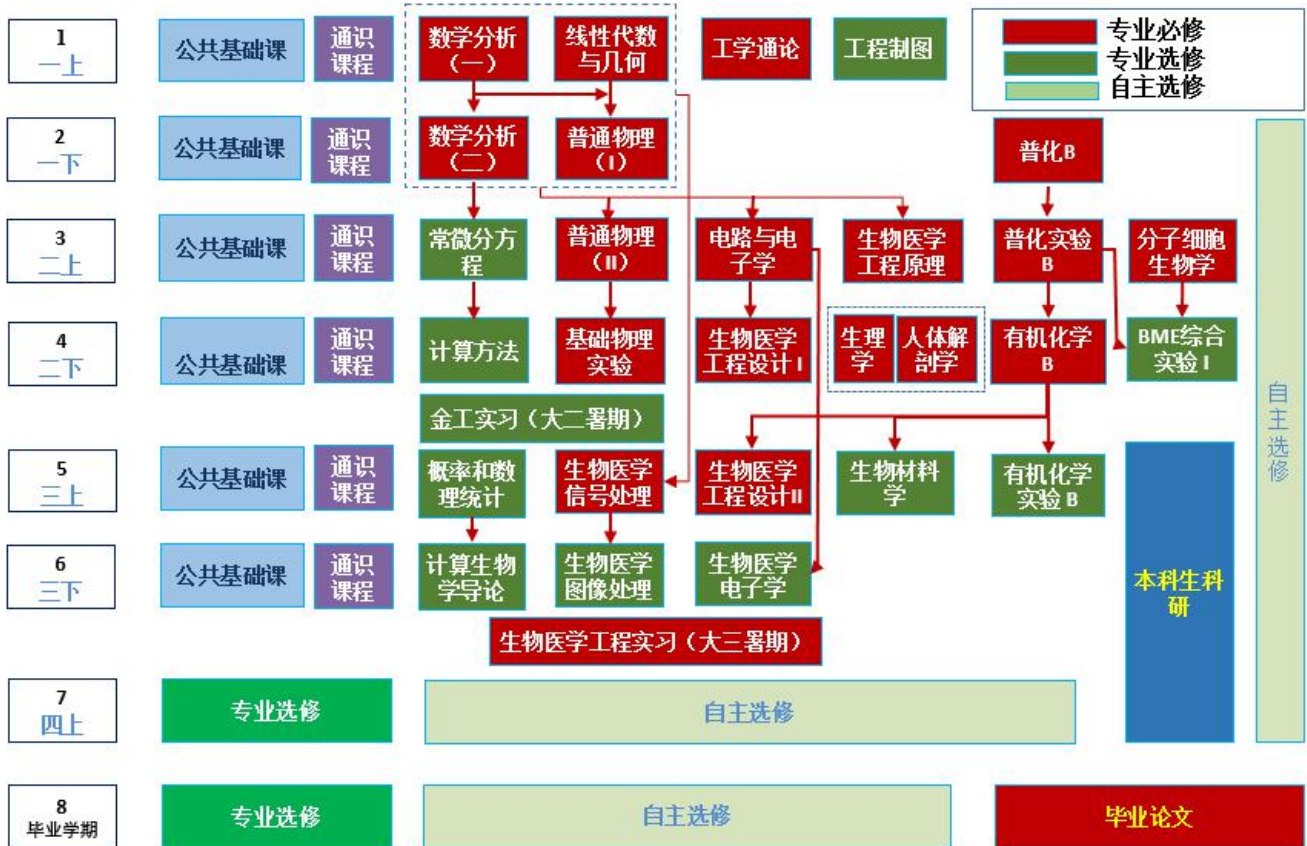 1
一上
公共基础课
通识
课程
数学分析
(一)
线性代数
与几何
工学通论
工程制图
专业必修
专业选修
自主选修
2
一下
公共基础课
通识
课程
数学分析
(二)
普通物理
(I)
普化B
3
二上
公共基础课
通识
课程
常微分方
程
普通物理
(II)
电路与电
子学
生物医学
工程原理
普化实验
B
分子细胞
生物学
4
二下
公共基础课
通识
课程
计算方法
基础物理
实验
生物医学
工程设计 I
生理
学
人体解
剖学
有机化学
B
BME综合
实验 I
金工实习（大二暑期）
自主选修
5
三上
公共基础课
通识
课程
概率和数
理统计
生物医学
信号处理
生物医学
工程设计II
生物材料
学
有机化学
实验 B
6
三下
公共基础课
通识
课程
计算生物
学导论
生物医学
图像处理
生物医学
电子学
本科生科
研
生物医学工程实习（大三暑期）
7
四上
专业选修
自主选修
8
毕业学期
专业选修
自主选修
毕业论文